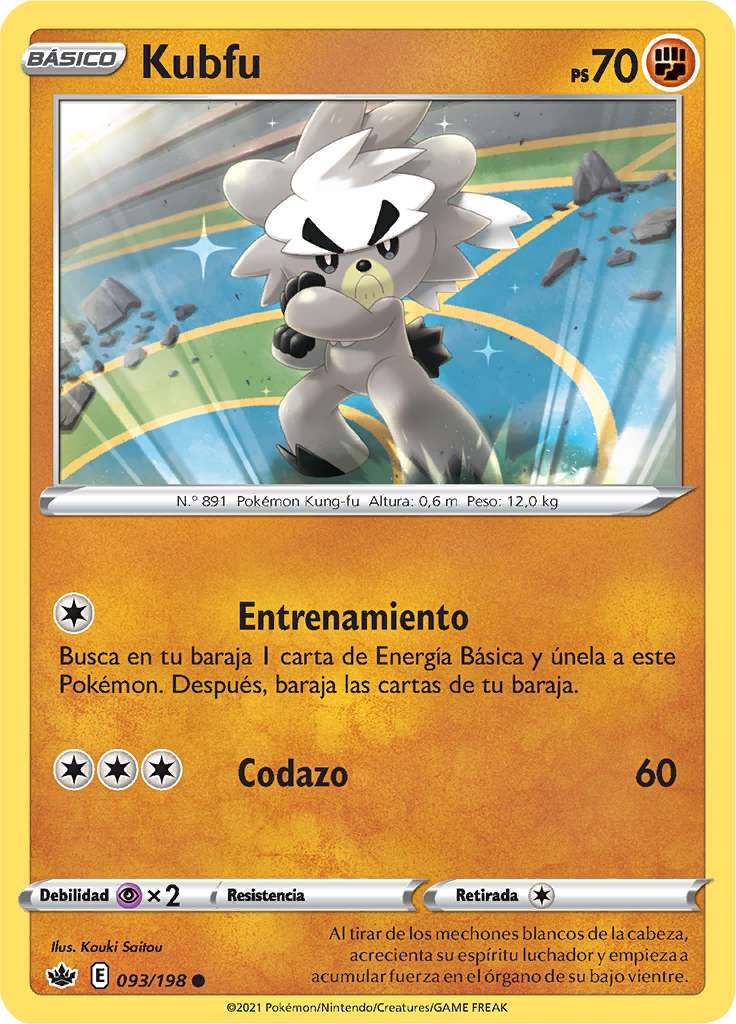 BÁSICO Kubfu PS70
N.º 891 Pokémon Kung-fu Altura: 0,6 m Peso: 12,0 kg
Entrenamiento
Busca en tu baraja 1 carta de Energía Básica y únela a este
Pokémon. Después, baraja las cartas de tu baraja.
Codazo 60
Debilidad ×2 Resistencia Retirada
Ilus. Kouki Saitou
Al tirar de los mechones blancos de la cabeza,
acrecienta su espíritu luchador y empieza a
acumular fuerza en el órgano de su bajo vientre.
E 093/198
©2021 Pokémon/Nintendo/Creatures/GAME FREAK